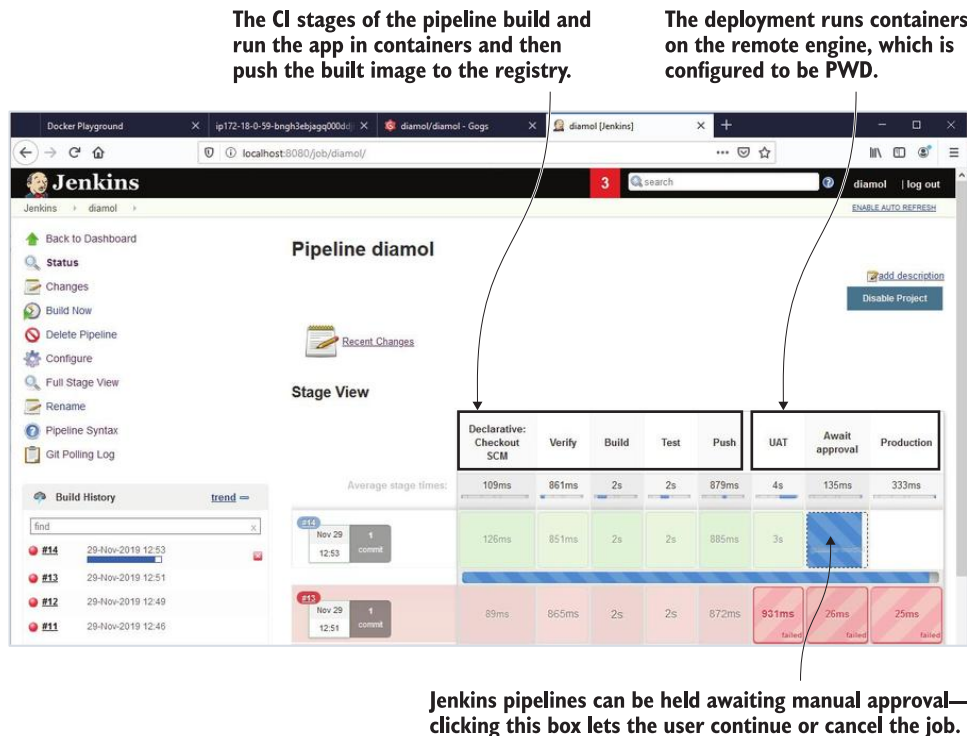 The CI stages of the pipeline build and
run the app in containers and then
push the built image to the registry.
The deployment runs containers
on the remote engine, which is
configured to be PWD.
Docker Playground
diamol/diamol - Gogs
diamol [Jenkins]
localhost:8080/job/diamol/
Jenkins
3
search
diamol | log out
Jenkins
diamol
ENABLE AUTO REFRESH
Back to Dashboard
Status
Changes
Build Now
Delete Pipeline
Configure
Full Stage View
Rename
Pipeline Syntax
Git Polling Log
Build History
trend
find
x
#14 29-Nov-2019 12:53
#13 29-Nov-2019 12:51
#12 29-Nov-2019 12:49
#11 29-Nov-2019 12:46
Pipeline diamol
add description
Disable Project
Recent Changes
Stage View
Declarative:
Checkout
SCM
Verify
Build
Test
Push
UAT
Await
approval
Production
Average stage times:
109ms 861ms 2s 2s 879ms 4s 135ms 333ms
#14
Nov 29
12:53
1
commit
126ms 851ms 2s 2s 885ms 3s
#13
Nov 29
12:51
1
commit
89ms 865ms 2s 2s 872ms 931ms 26ms 25ms
failed failed failed
Jenkins pipelines can be held awaiting manual approval—
clicking this box lets the user continue or cancel the job.